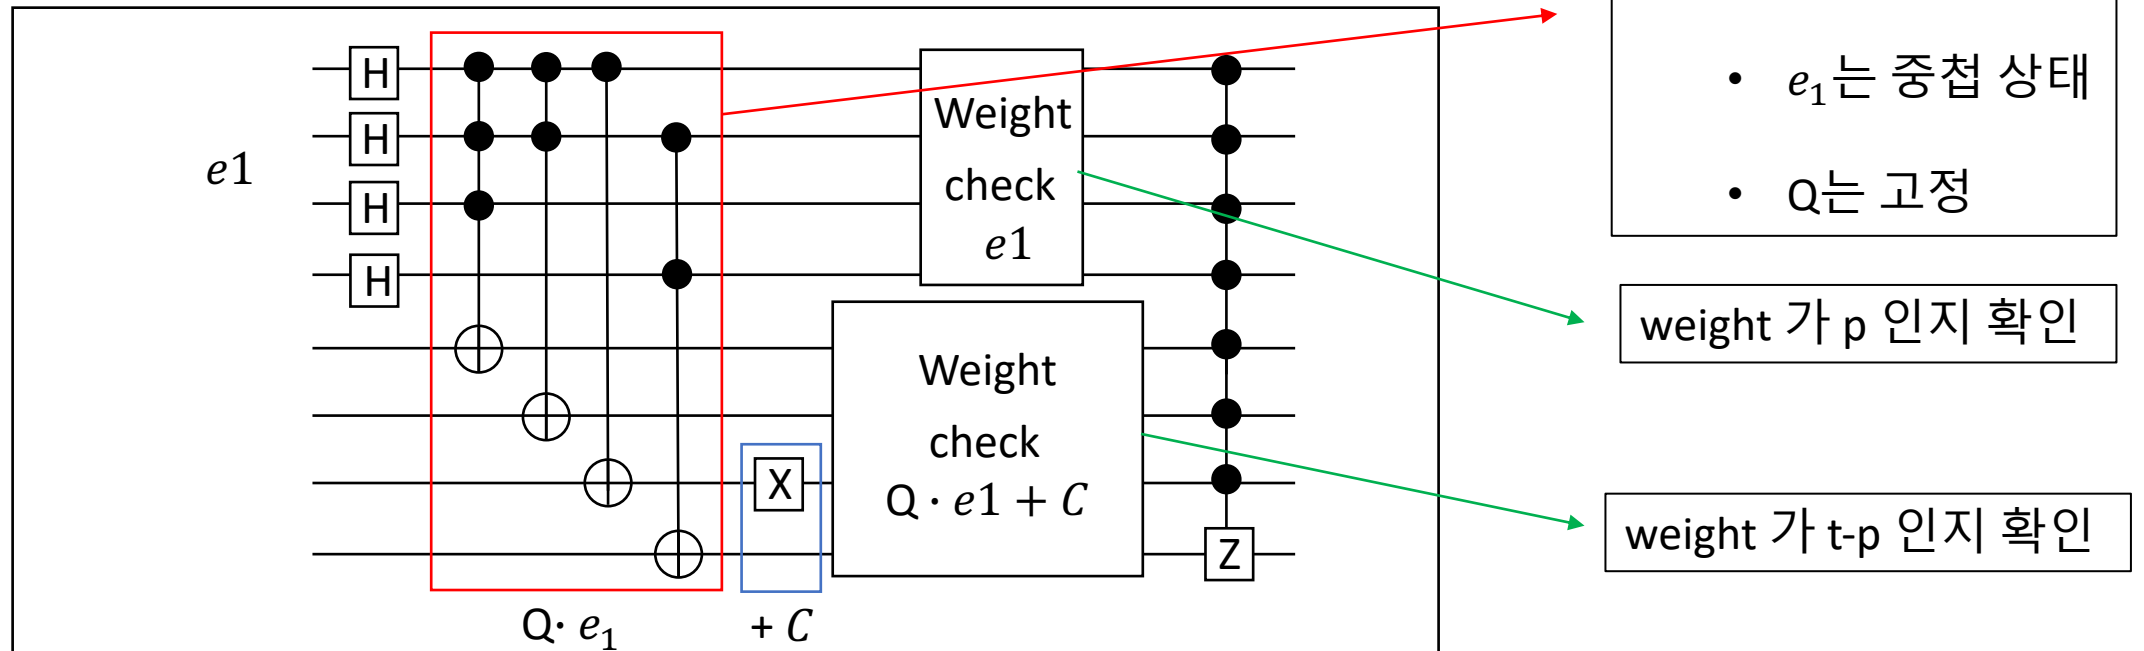 H
H
H
H
e1
X
Q· e₁
+ C
Weight
check
e1
Weight
check
Q · e1 + C
Z
• e₁는 중첩 상태
• Q는 고정
weight 가 p 인지 확인
weight 가 t-p 인지 확인